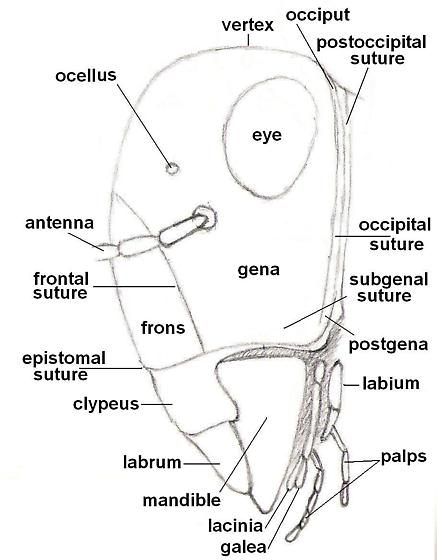 occiput
vertex
postoccipital
suture
ocellus
eye
antenna
occipital
suture
gena
frontal
suture
subgenal
suture
frons
postgena
epistomal
suture
labium
clypeus
palps
labrum
mandible
lacinia
galea